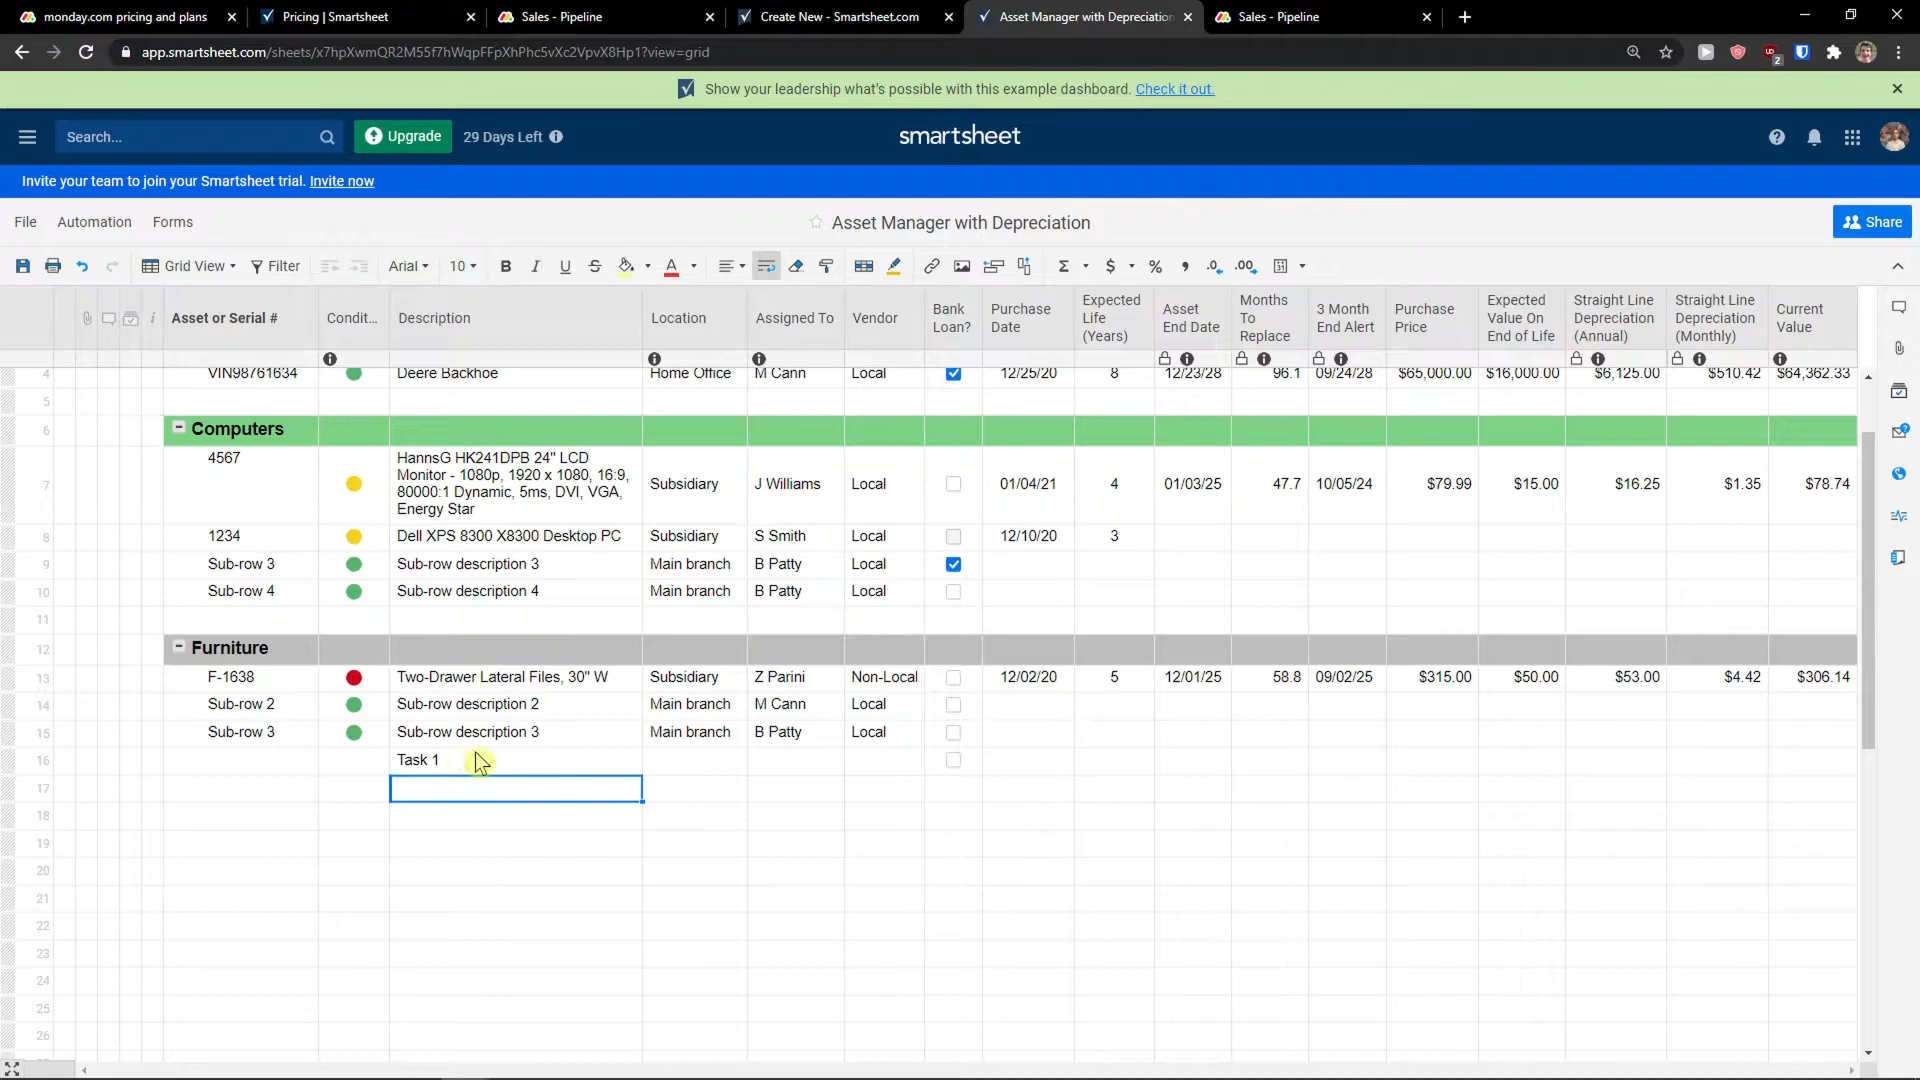 monday.com pricing and plans
Pricing | Smartsheet
Sales - Pipeline
Create New - Smartsheet.com
Asset Manager with Depreciation
Sales - Pipeline
app.smartsheet.com/sheets/x7hpXwmQR2M55f7hWqpFFpXhPhc5vXc2VpvX8Hp1?view=grid
2
Show your leadership what's possible with this example dashboard. Check it out.
Search...
Upgrade
29 Days Left
smartsheet
Invite your team to join your Smartsheet trial. Invite now
File Automation Forms
Asset Manager with Depreciation
Share
Grid View Filter Arial 10 B I U S A Σ $ % , .0 .00
Asset or Serial # Condit... Description Location Assigned To Vendor Bank Loan? Purchase Date Expected Life (Years) Asset End Date Months To Replace 3 Month End Alert Purchase Price Expected Value On End of Life Straight Line Depreciation (Annual) Straight Line Depreciation (Monthly) Current Value
4 VIN98761634 Deere Backhoe Home Office M Cann Local 12/25/20 8 12/23/28 96.1 09/24/28 $65,000.00 $16,000.00 $6,125.00 $510.42 $64,362.33
5
6 Computers
7 4567 HannsG HK241DPB 24" LCD Monitor - 1080p, 1920 x 1080, 16:9, 80000:1 Dynamic, 5ms, DVI, VGA, Energy Star Subsidiary J Williams Local 01/04/21 4 01/03/25 47.7 10/05/24 $79.99 $15.00 $16.25 $1.35 $78.74
8 1234 Dell XPS 8300 X8300 Desktop PC Subsidiary S Smith Local 12/10/20 3
9 Sub-row 3 Sub-row description 3 Main branch B Patty Local
10 Sub-row 4 Sub-row description 4 Main branch B Patty Local
11
12 Furniture
13 F-1638 Two-Drawer Lateral Files, 30" W Subsidiary Z Parini Non-Local 12/02/20 5 12/01/25 58.8 09/02/25 $315.00 $50.00 $53.00 $4.42 $306.14
14 Sub-row 2 Sub-row description 2 Main branch M Cann Local
15 Sub-row 3 Sub-row description 3 Main branch B Patty Local
16 Task 1
17
18
19
20
21
22
23
24
25
26